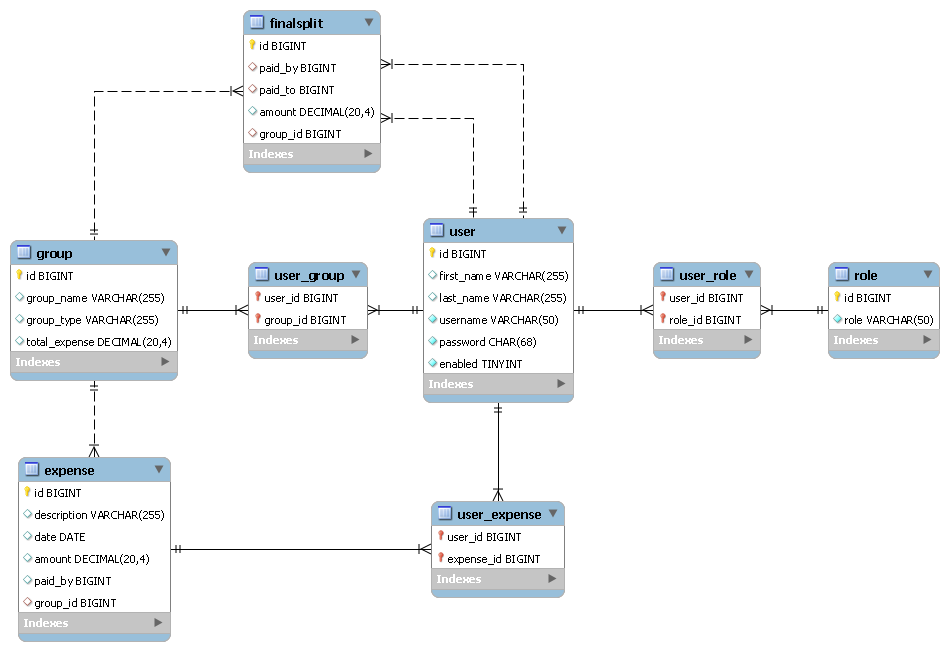 finalsplit
id BIGINT
paid_by BIGINT
paid_to BIGINT
amount DECIMAL(20,4)
group_id BIGINT
Indexes
group
id BIGINT
group_name VARCHAR(255)
group_type VARCHAR(255)
total_expense DECIMAL(20,4)
Indexes
user_group
user_id BIGINT
group_id BIGINT
Indexes
user
id BIGINT
first_name VARCHAR(255)
last_name VARCHAR(255)
username VARCHAR(50)
password CHAR(68)
enabled TINYINT
Indexes
user_role
user_id BIGINT
role_id BIGINT
Indexes
role
id BIGINT
role VARCHAR(50)
Indexes
expense
id BIGINT
description VARCHAR(255)
date DATE
amount DECIMAL(20,4)
paid_by BIGINT
group_id BIGINT
Indexes
user_expense
user_id BIGINT
expense_id BIGINT
Indexes